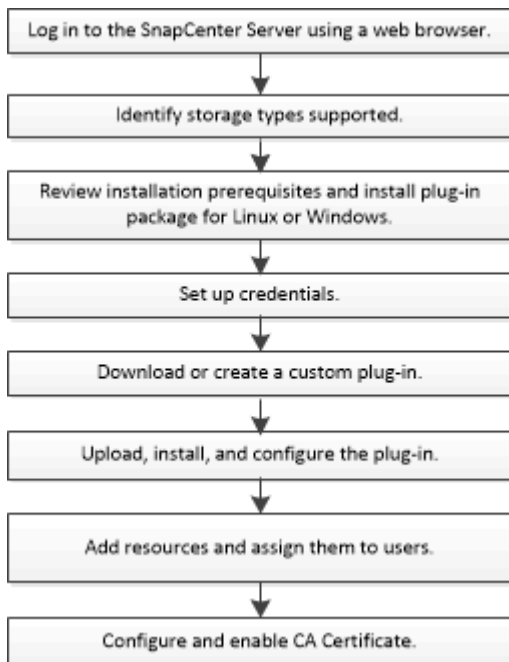 Log in to the SnapCenter Server using a web browser.
Identify storage types supported.
Review installation prerequisites and install plug-in
package for Linux or Windows.
Set up credentials.
Download or create a custom plug-in.
Upload, install, and configure the plug-in.
Add resources and assign them to users.
Configure and enable CA Certificate.